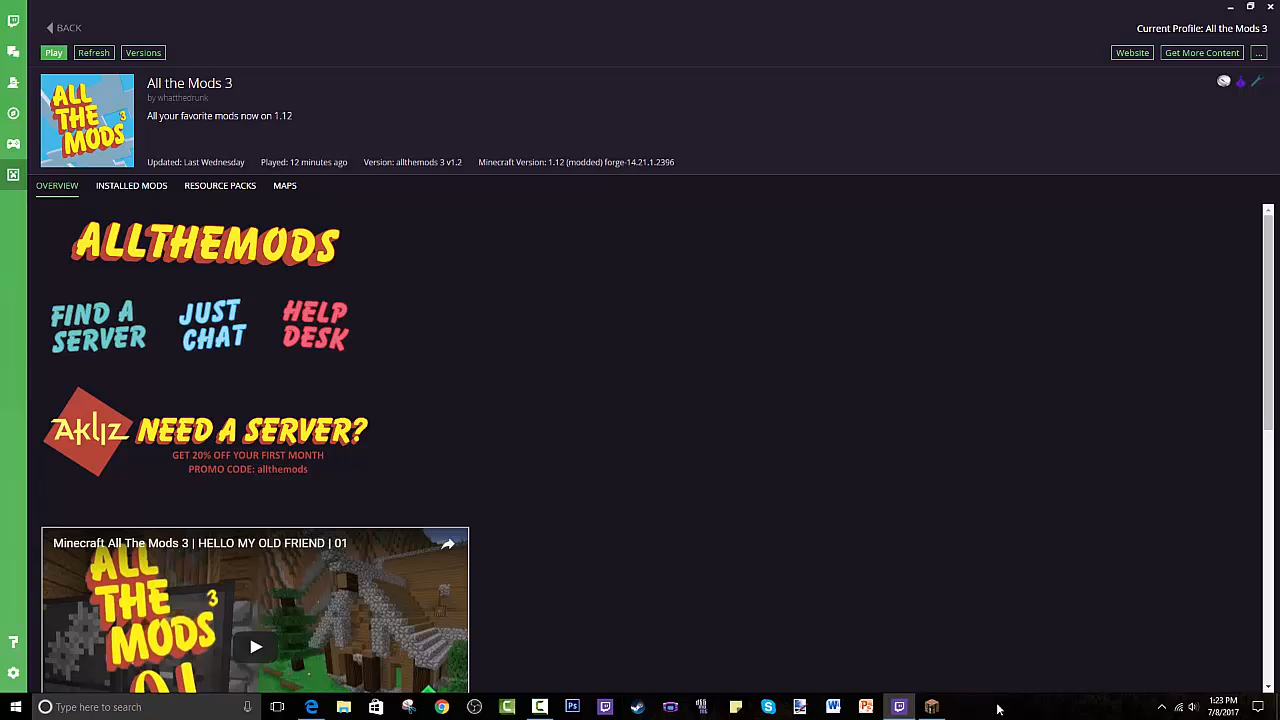 BACK
Current Profile: All the Mods 3
Play Refresh Versions Website Get More Content ...
ALL THE MODS 3
All the Mods 3
by whatthedrunk
All your favorite mods now on 1.12
Updated: Last Wednesday Played: 12 minutes ago Version: allthemods 3 v1.2 Minecraft Version: 1.12 (modded) forge-14.21.1.2396
OVERVIEW INSTALLED MODS RESOURCE PACKS MAPS
ALLTHEMODS
FIND A SERVER
JUST CHAT
HELP DESK
AKLIZ NEED A SERVER?
GET 20% OFF YOUR FIRST MONTH
PROMO CODE: allthemods
Minecraft All The Mods 3 | HELLO MY OLD FRIEND | 01
ALL THE MODS 3
01
Type here to search
1:23 PM
7/8/2017